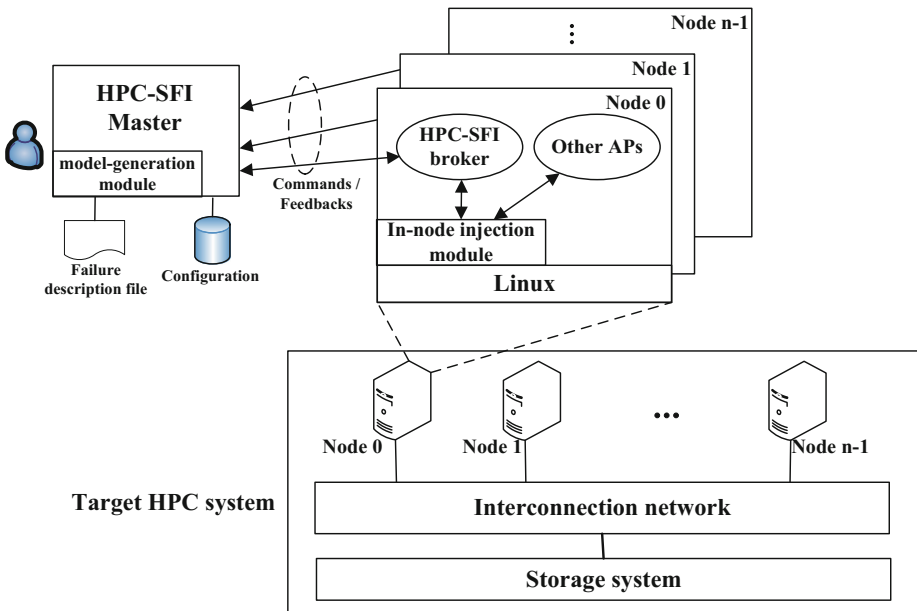 Node n-1
⋮
Node 1
Node 0
HPC-SFI
Master
model-generation
module
HPC-SFI
broker
Other APs
Commands /
Feedbacks
In-node injection
module
Linux
Failure
description file
Configuration
Node 0
Node 1
...
Node n-1
Target HPC system
Interconnection network
Storage system